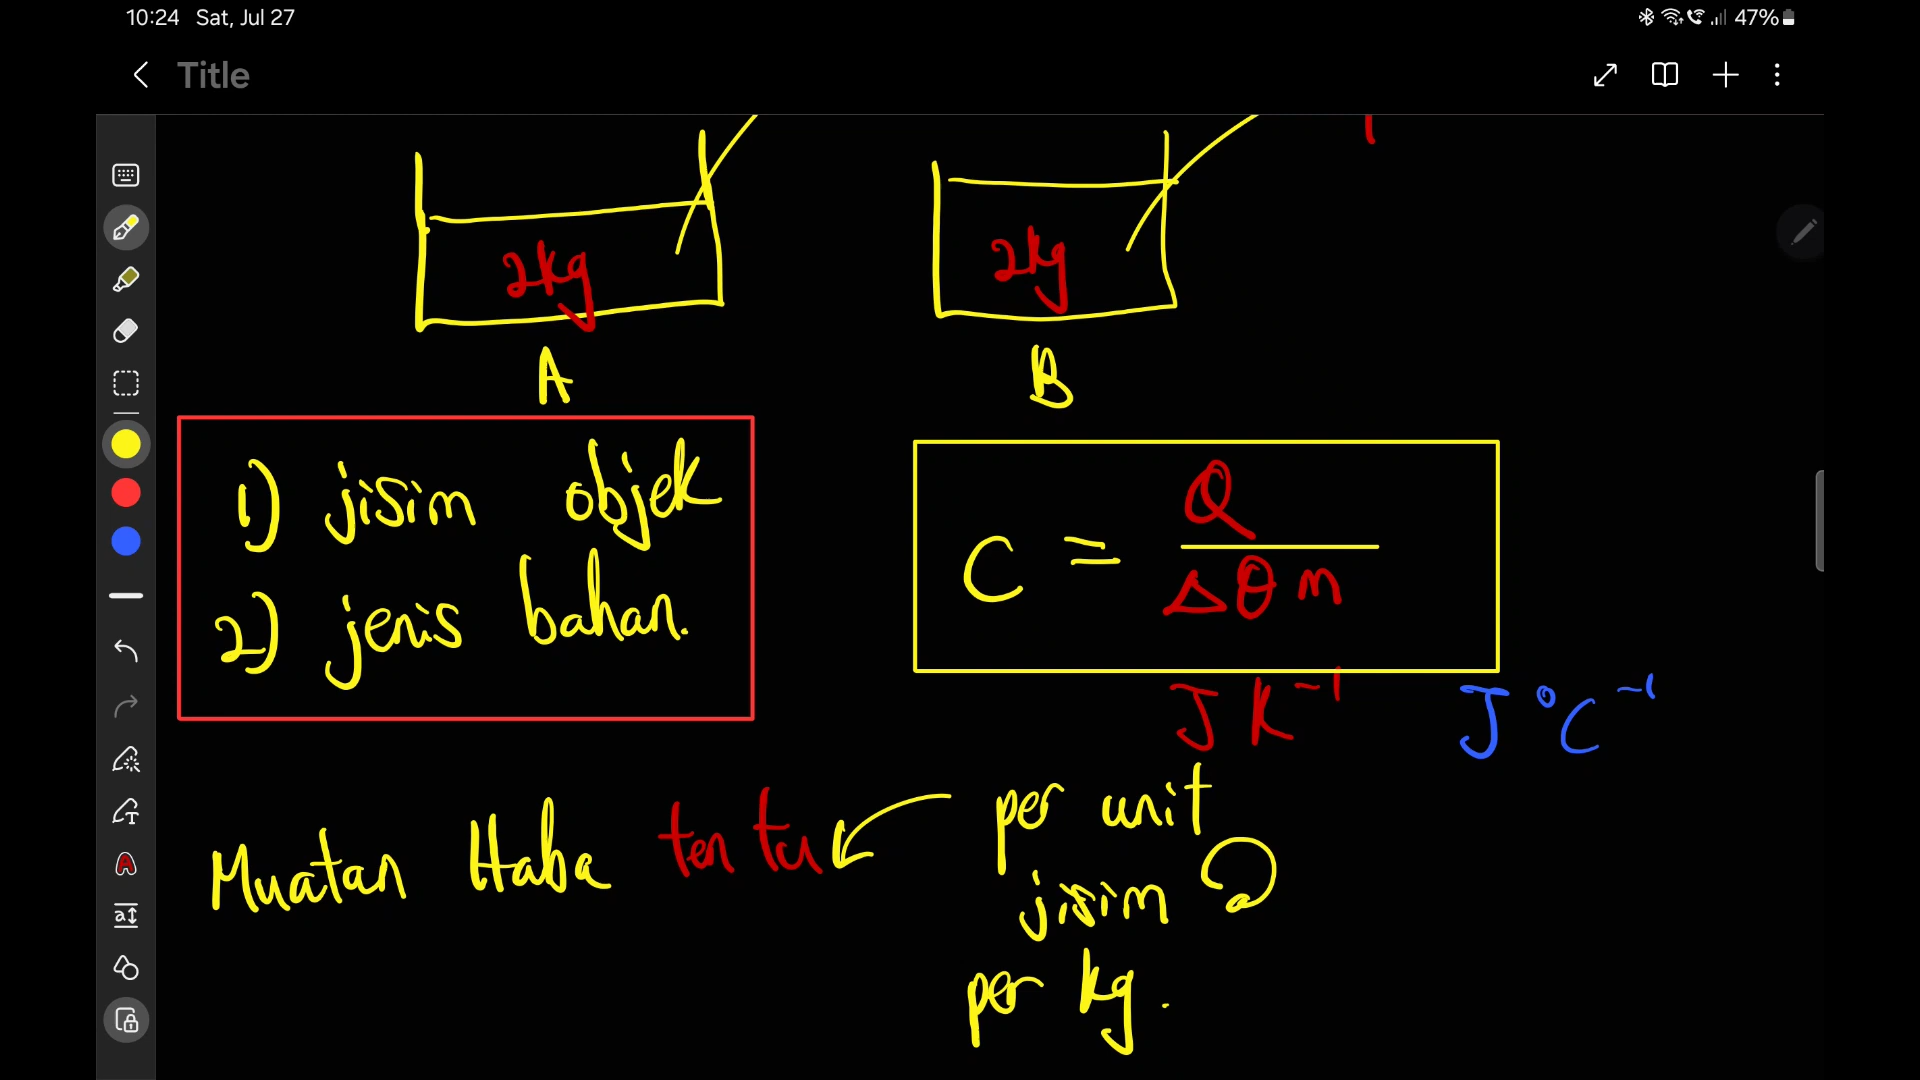 10:24 Sat, Jul 27
47%
Title
2kg
2kg
A
B
1) jisim objek
2) jenis bahan.
C = Q / Δθ m
J K⁻¹
J °C⁻¹
Muatan Haba tentu
per unit
jisim
per kg.